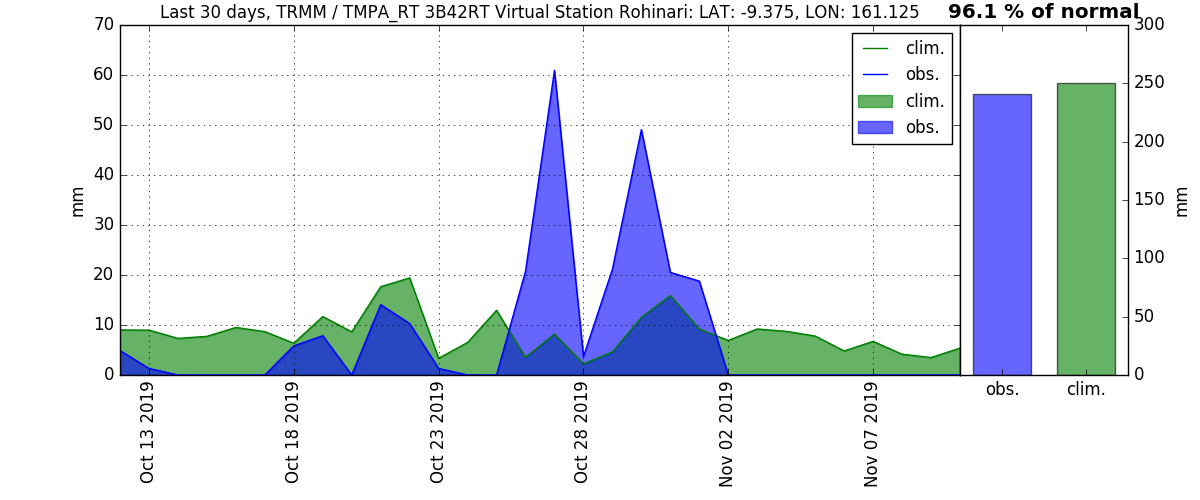 Last 30 days, TRMM / TMPA_RT 3B42RT Virtual Station Rohinari: LAT: -9.375, LON: 161.125
96.1 % of normal
70
60
50
40
30
20
10
0
mm
clim.
obs.
clim.
obs.
Oct 13 2019
Oct 18 2019
Oct 23 2019
Oct 28 2019
Nov 02 2019
Nov 07 2019
300
250
200
150
100
50
0
mm
obs.
clim.